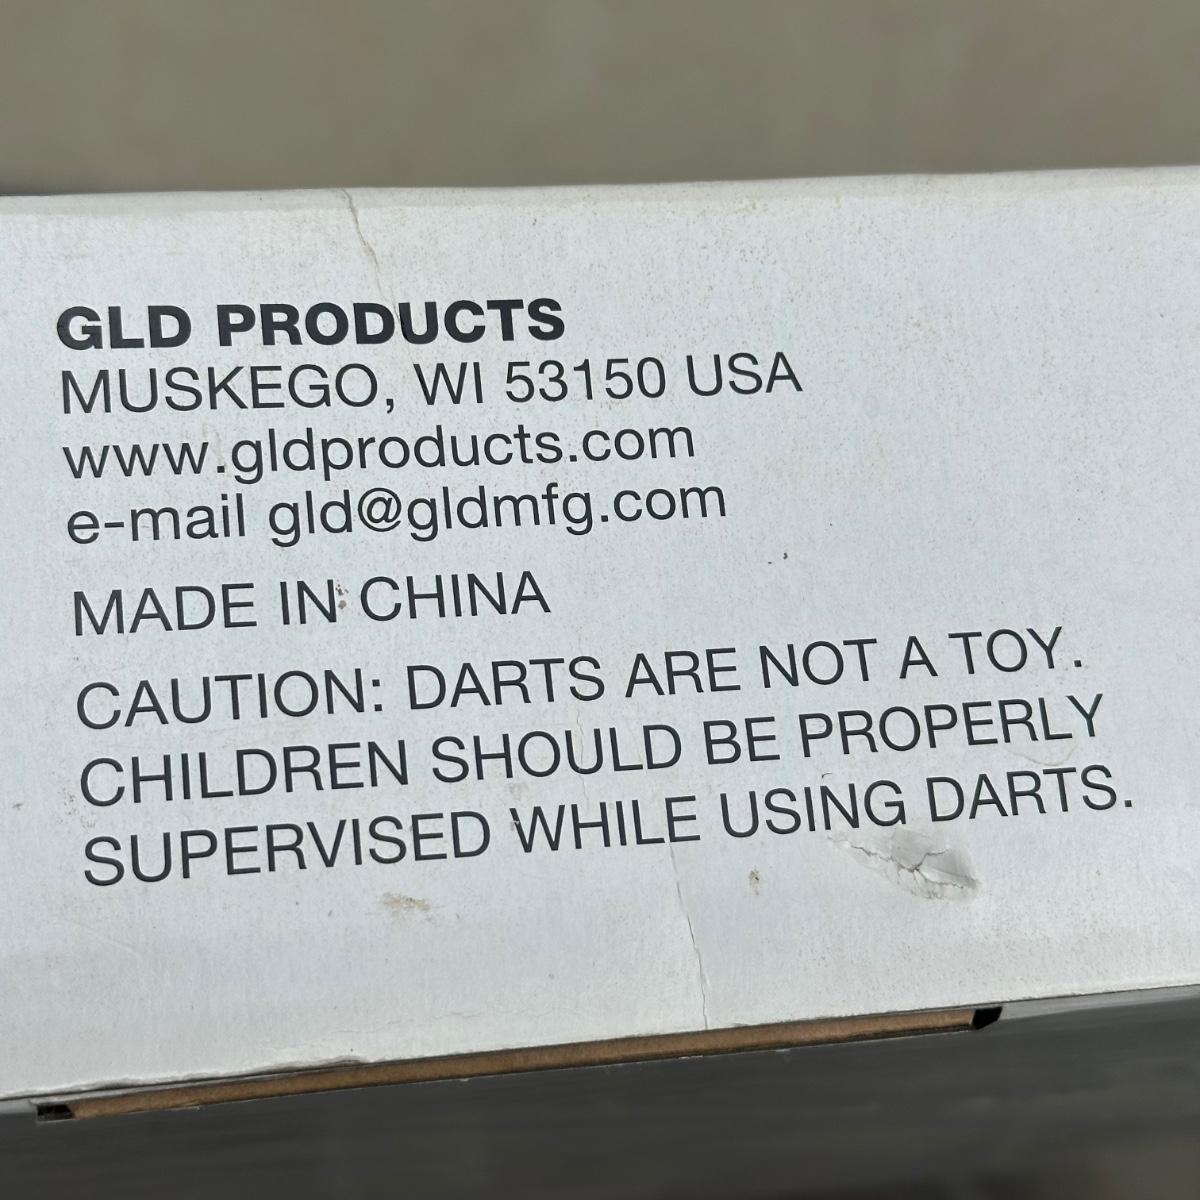 GLD PRODUCTS
MUSKEGO, WI 53150 USA
www.gldproducts.com
e-mail gld@gldmfg.com
MADE IN CHINA
CAUTION: DARTS ARE NOT A TOY.
CHILDREN SHOULD BE PROPERLY
SUPERVISED WHILE USING DARTS.